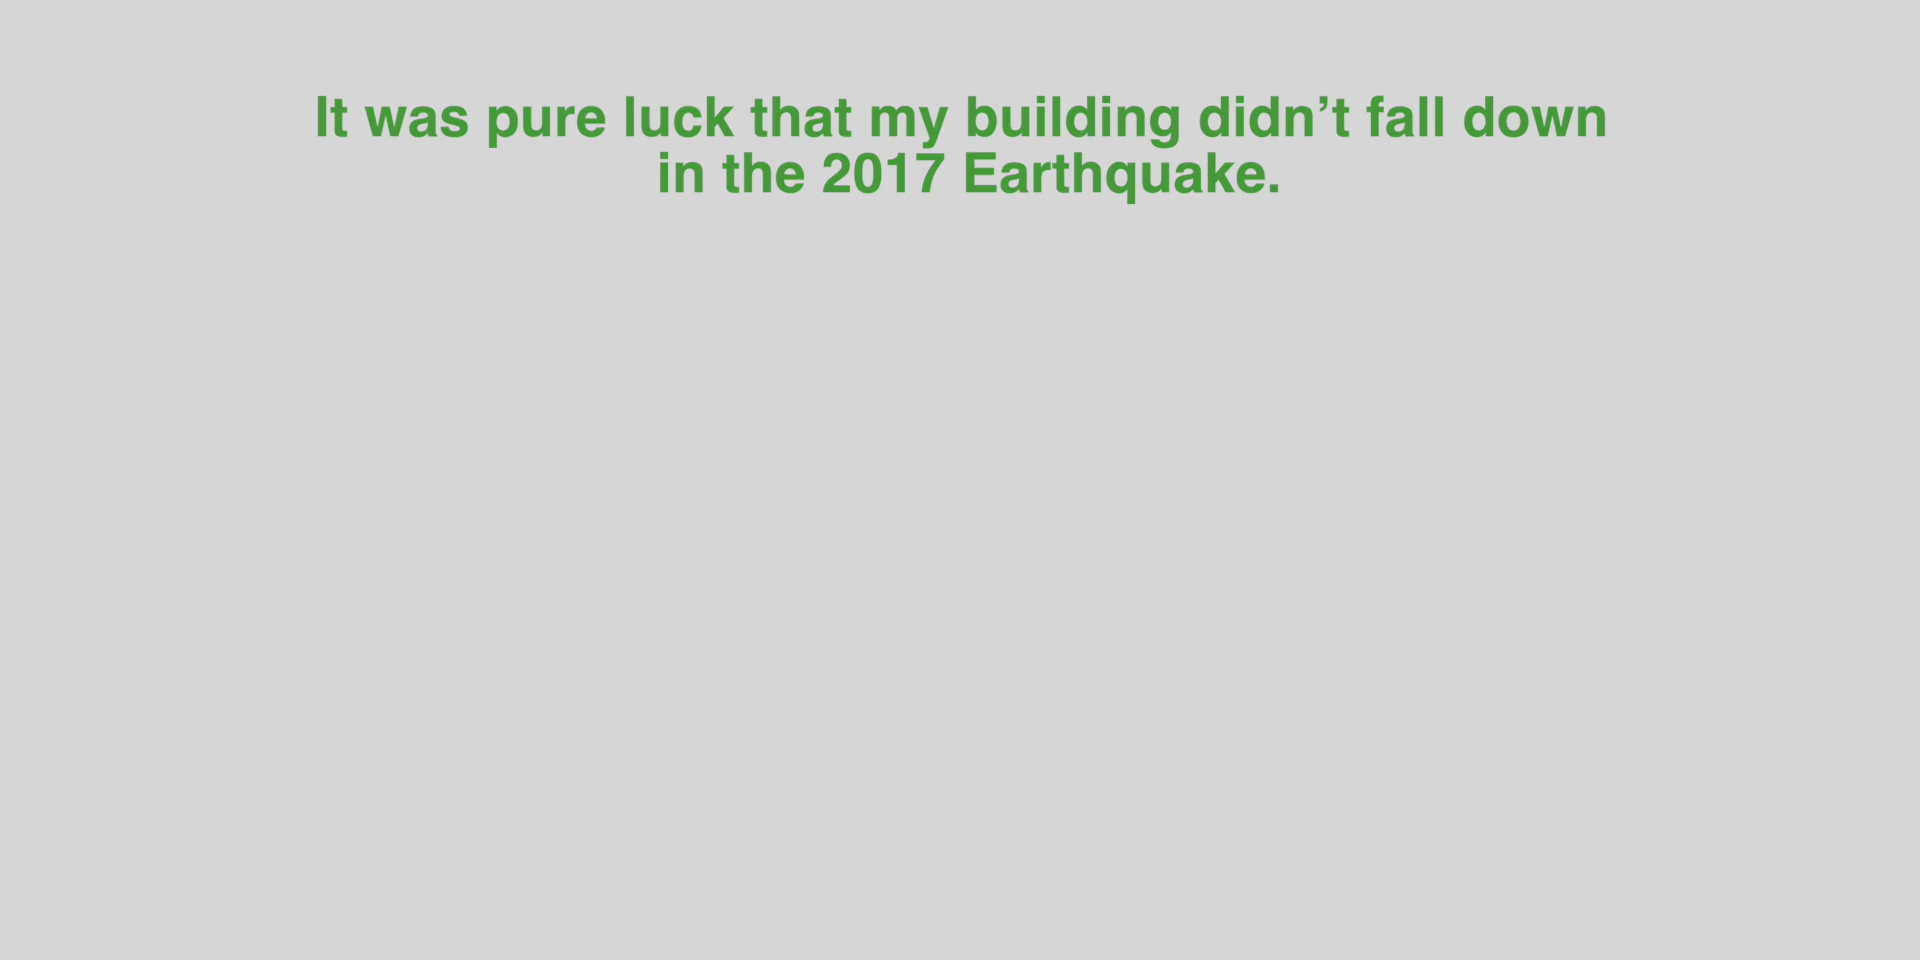 It was pure luck that my building didn’t fall down
in the 2017 Earthquake.